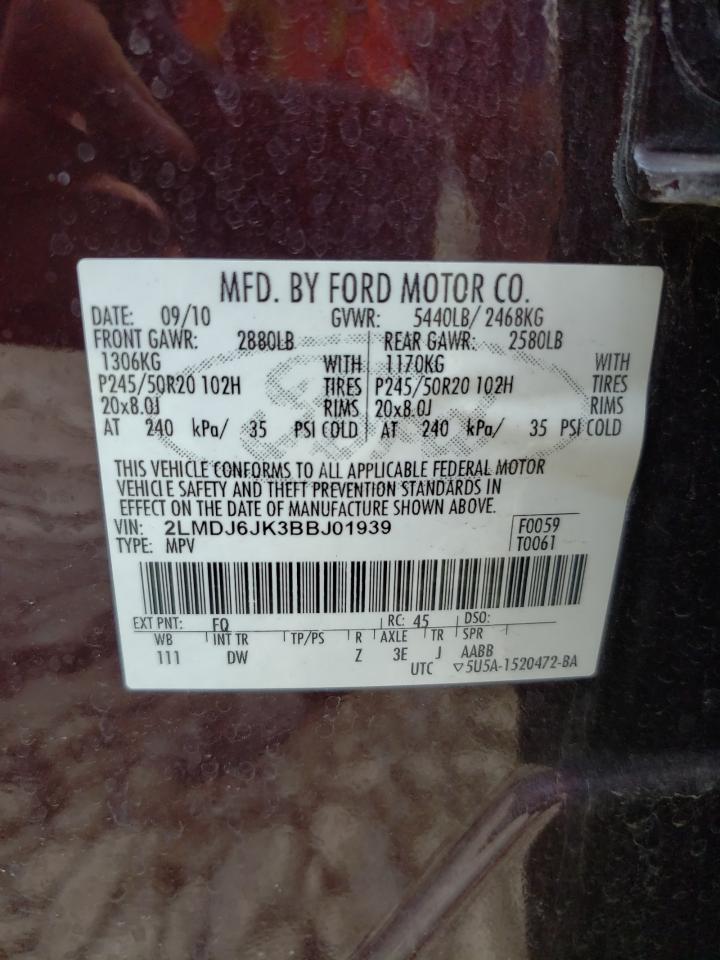 MFD. BY FORD MOTOR CO.
DATE: 09/10 GVWR: 5440LB/ 2468KG
FRONT GAWR: 2880LB REAR GAWR: 2580LB
1306KG WITH 1170KG WITH
P245/50R20 102H TIRES P245/50R20 102H TIRES
20x8.0J RIMS 20x8.0J RIMS
AT 240 kPa/ 35 PSI COLD AT 240 kPa/ 35 PSI COLD
THIS VEHICLE CONFORMS TO ALL APPLICABLE FEDERAL MOTOR
VEHICLE SAFETY AND THEFT PREVENTION STANDARDS IN
EFFECT ON THE DATE OF MANUFACTURE SHOWN ABOVE.
VIN: 2LMDJ6JK3BBJ01939 F0059
TYPE: MPV T0061
EXT PNT: FQ RC: 45 DSO:
WB INT TR TP/PS R AXLE TR SPR
111 DW Z 3E J AABB
UTC ▽5U5A-1520472-BA